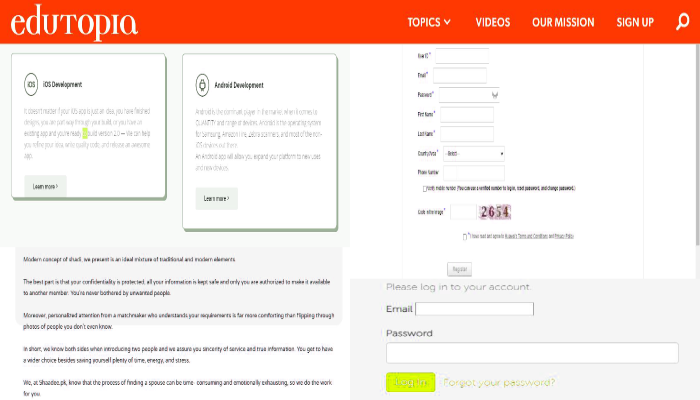 edutopia
TOPICS
VIDEOS
OUR MISSION
SIGN UP
iOS
iOS Development
It doesn't matter if your iOS app is just an idea, you have finished
designs, you are part way through your build, or you have an
existing app and you're ready build version 2.0 — We can help
you refine your idea, write quality code, and release an awesome
app.
Learn more >
Android Development
Android is the dominant player in the market, when it comes to
QUANTITY and range of devices. Android is the operating system
for Samsung, Amazon Fire, Zebra scanners, and most of the non-
iOS devices out there.
An Android app will allow you expand your platform to new users
and new devices.
Learn more >
User ID *
Email *
Password *
First Name *
Last Name *
Country/Area *
- Select -
Phone Number
Verify mobile number (You can use a verified number to log in, reset password, and change password.)
Code in the image *
2654
* I have read and agree to Huawei's Terms and Conditions and Privacy Policy
Register
Modern concept of shadi, we present is an ideal mixture of traditional and modern elements.
The best part is that your confidentiality is protected, all your information is kept safe and only you are authorized to make it available
to another member. You're never bothered by unwanted people.
Moreover, personalized attention from a matchmaker who understands your requirements is far more comforting than flipping through
photos of people you don't even know.
In short, we know both sides when introducing two people and we assure you sincerity of service and true information. You get to have
a wider choice besides saving yourself plenty of time, energy, and stress.
We, at Shaadee.pk, know that the process of finding a spouse can be time -consuming and emotionally exhausting, so we do the work
for you.
Please log in to your account.
Email
Password
Log In
Forgot your password?